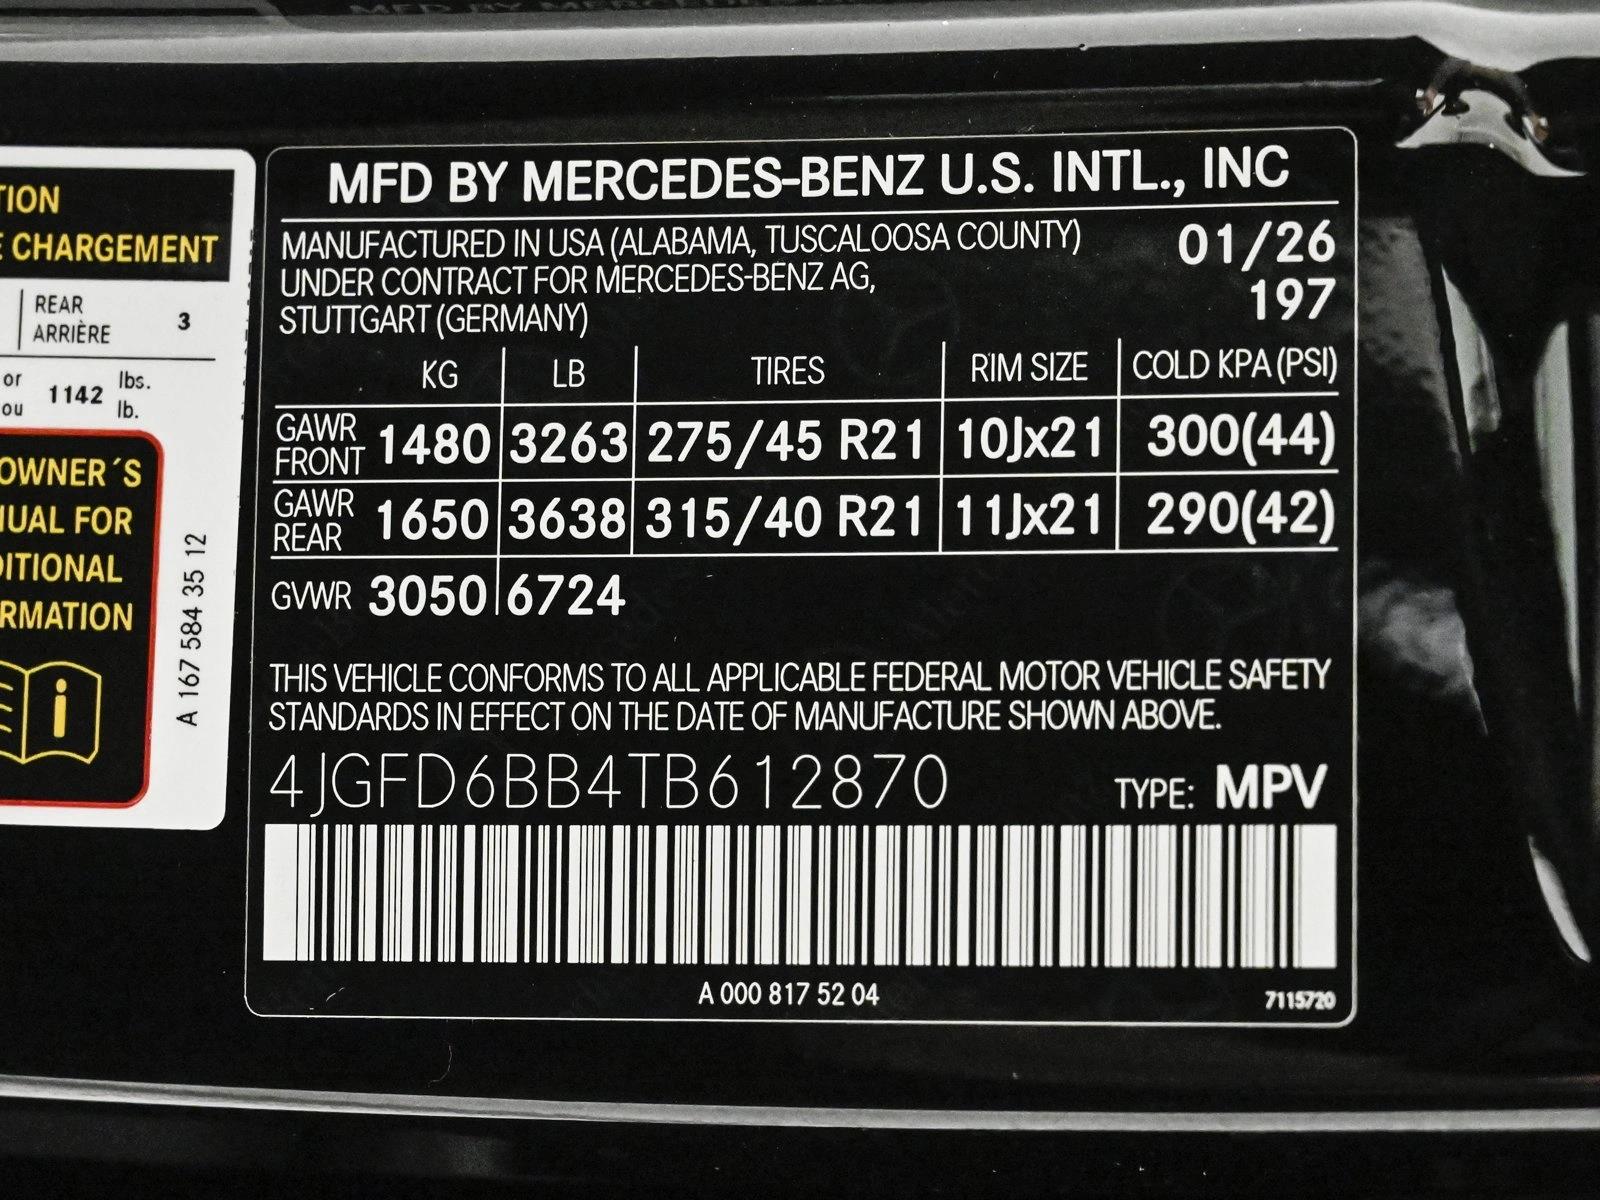 TION
E CHARGEMENT
REAR
ARRIÈRE 3
or
ou 1142 lbs.
lb.
OWNER´S
NUAL FOR
DITIONAL
RMATION
i
A 167 584 35 12
MFD BY MERCEDES-BENZ U.S. INTL., INC
MANUFACTURED IN USA (ALABAMA, TUSCALOOSA COUNTY) 01/26
UNDER CONTRACT FOR MERCEDES-BENZ AG, 197
STUTTGART (GERMANY)
KG LB TIRES RIM SIZE COLD KPA (PSI)
GAWR
FRONT 1480 3263 275/45 R21 10Jx21 300(44)
GAWR
REAR 1650 3638 315/40 R21 11Jx21 290(42)
GVWR 3050 6724
THIS VEHICLE CONFORMS TO ALL APPLICABLE FEDERAL MOTOR VEHICLE SAFETY
STANDARDS IN EFFECT ON THE DATE OF MANUFACTURE SHOWN ABOVE.
4JGFD6BB4TB612870 TYPE: MPV
A 000 817 52 04 7115720